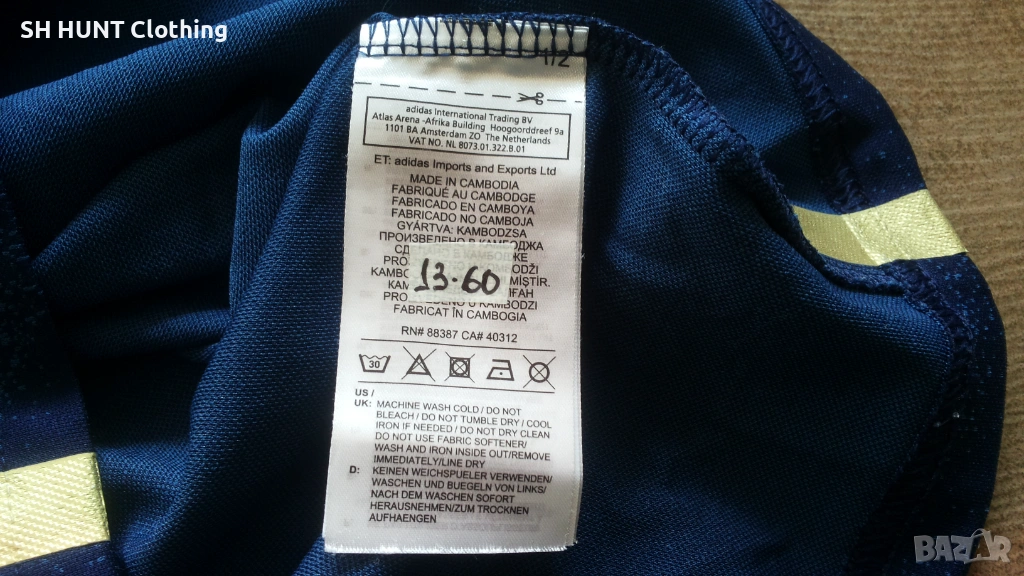 SH HUNT Clothing
1/2
adidas International Trading BV
Atlas Arena -Afrika Building Hoogoorddreef 9a
1101 BA Amsterdam ZO The Netherlands
VAT NO. NL 8073.01.322.B.01
ET: adidas Imports and Exports Ltd
MADE IN CAMBODIA
FABRIQUÉ AU CAMBODGE
FABRICADO EN CAMBOYA
FABRICADO NO CAMBOJA
GYÁRTVA: KAMBODZSA
ПРОИЗВЕДЕНО В КАМБОДЖА
13-60
FABRICAT ÎN CAMBOGIA
RN# 88387 CA# 40312
30
US /
UK: MACHINE WASH COLD / DO NOT
BLEACH / DO NOT TUMBLE DRY / COOL
IRON IF NEEDED / DO NOT DRY CLEAN
DO NOT USE FABRIC SOFTENER/
WASH AND IRON INSIDE OUT/REMOVE
IMMEDIATELY/LINE DRY
D: KEINEN WEICHSPUELER VERWENDEN/
WASCHEN UND BUEGELN VON LINKS/
NACH DEM WASCHEN SOFORT
HERAUSNEHMEN/ZUM TROCKNEN
AUFHAENGEN
BAZAR